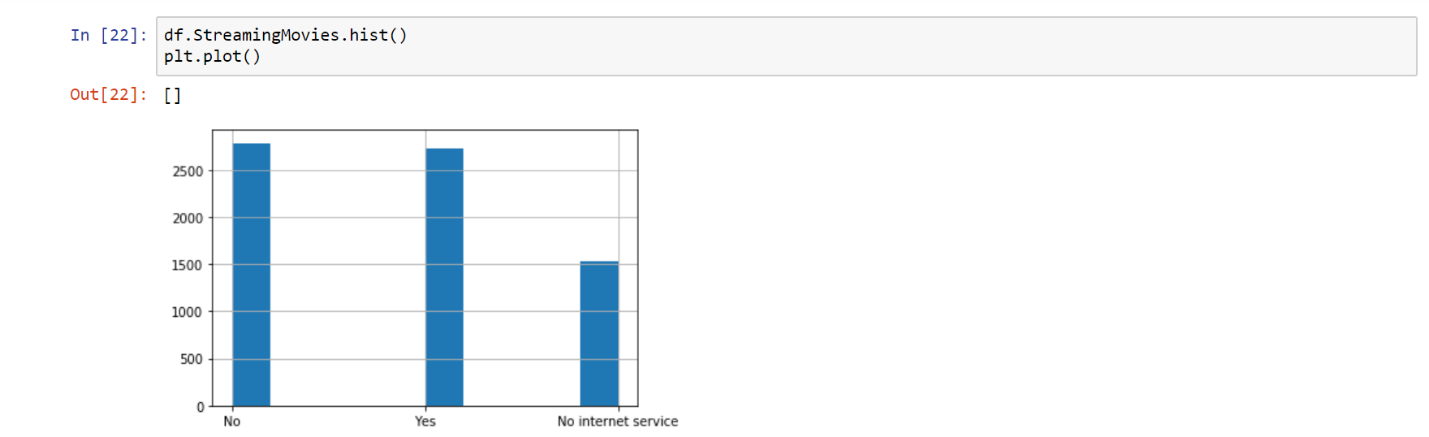 In [22]: df.StreamingMovies.hist()
plt.plot()
Out[22]: []
2500
2000
1500
1000
500
0
No Yes No internet service